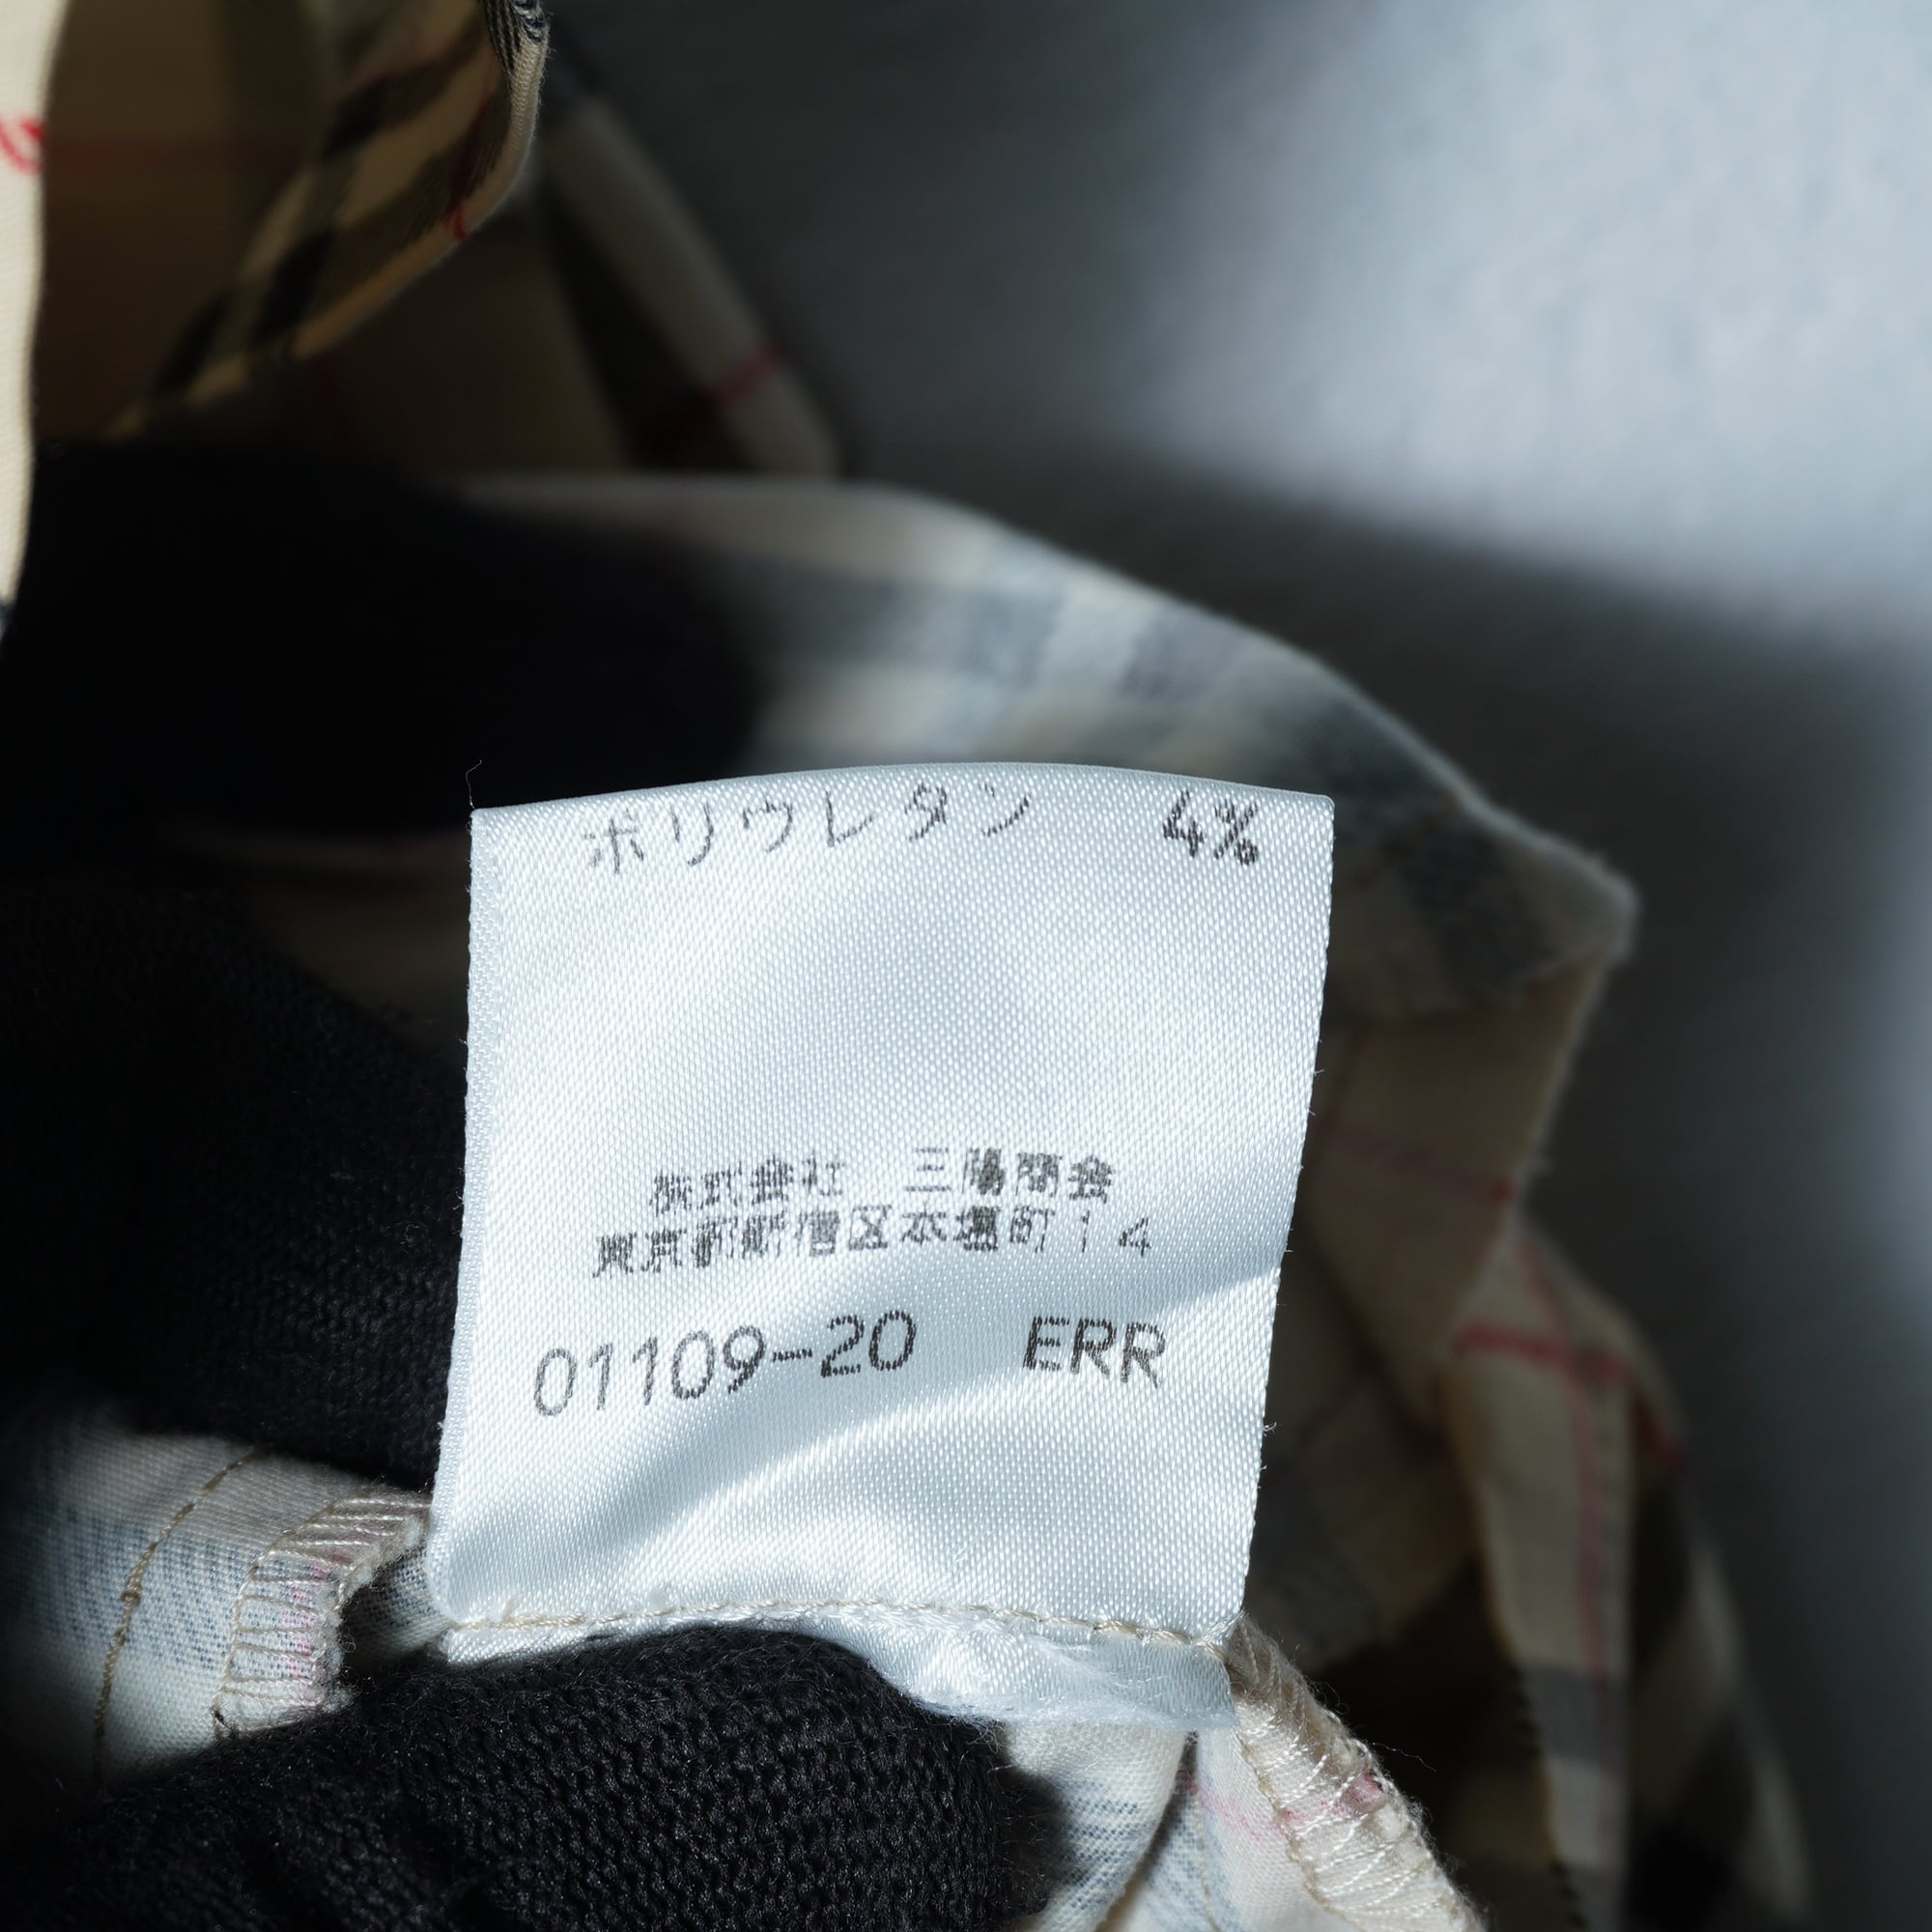 ポリウレタン 4%
株式会社 三陽商会
東京都新宿区本塩町14
01109-20 ERR